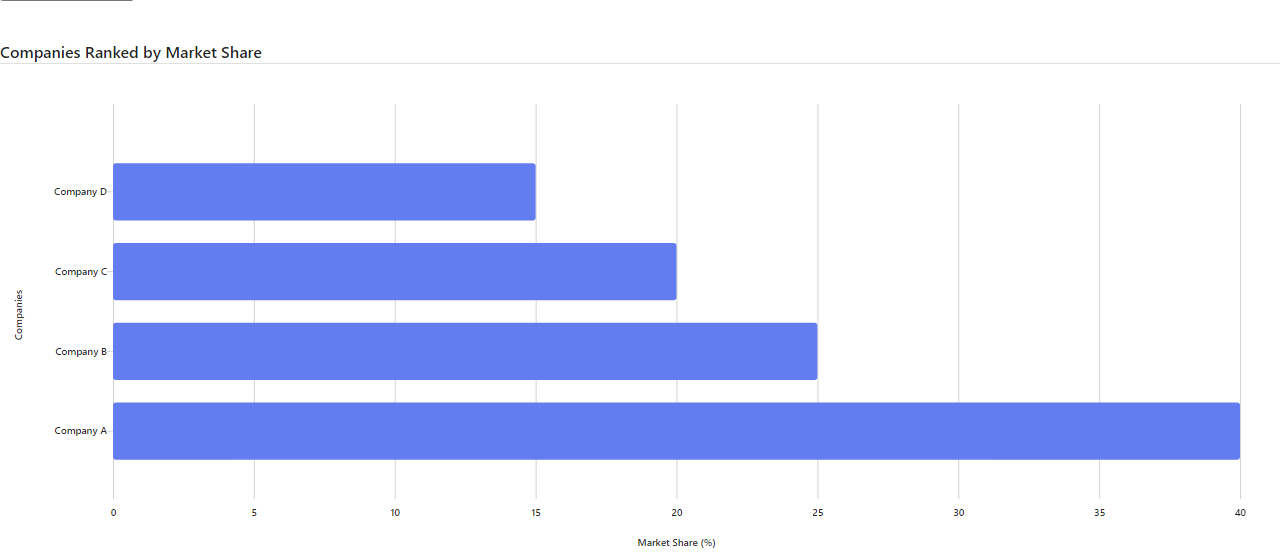 Companies Ranked by Market Share
Company D
Company C
Company B
Company A
Companies
0 5 10 15 20 25 30 35 40
Market Share (%)